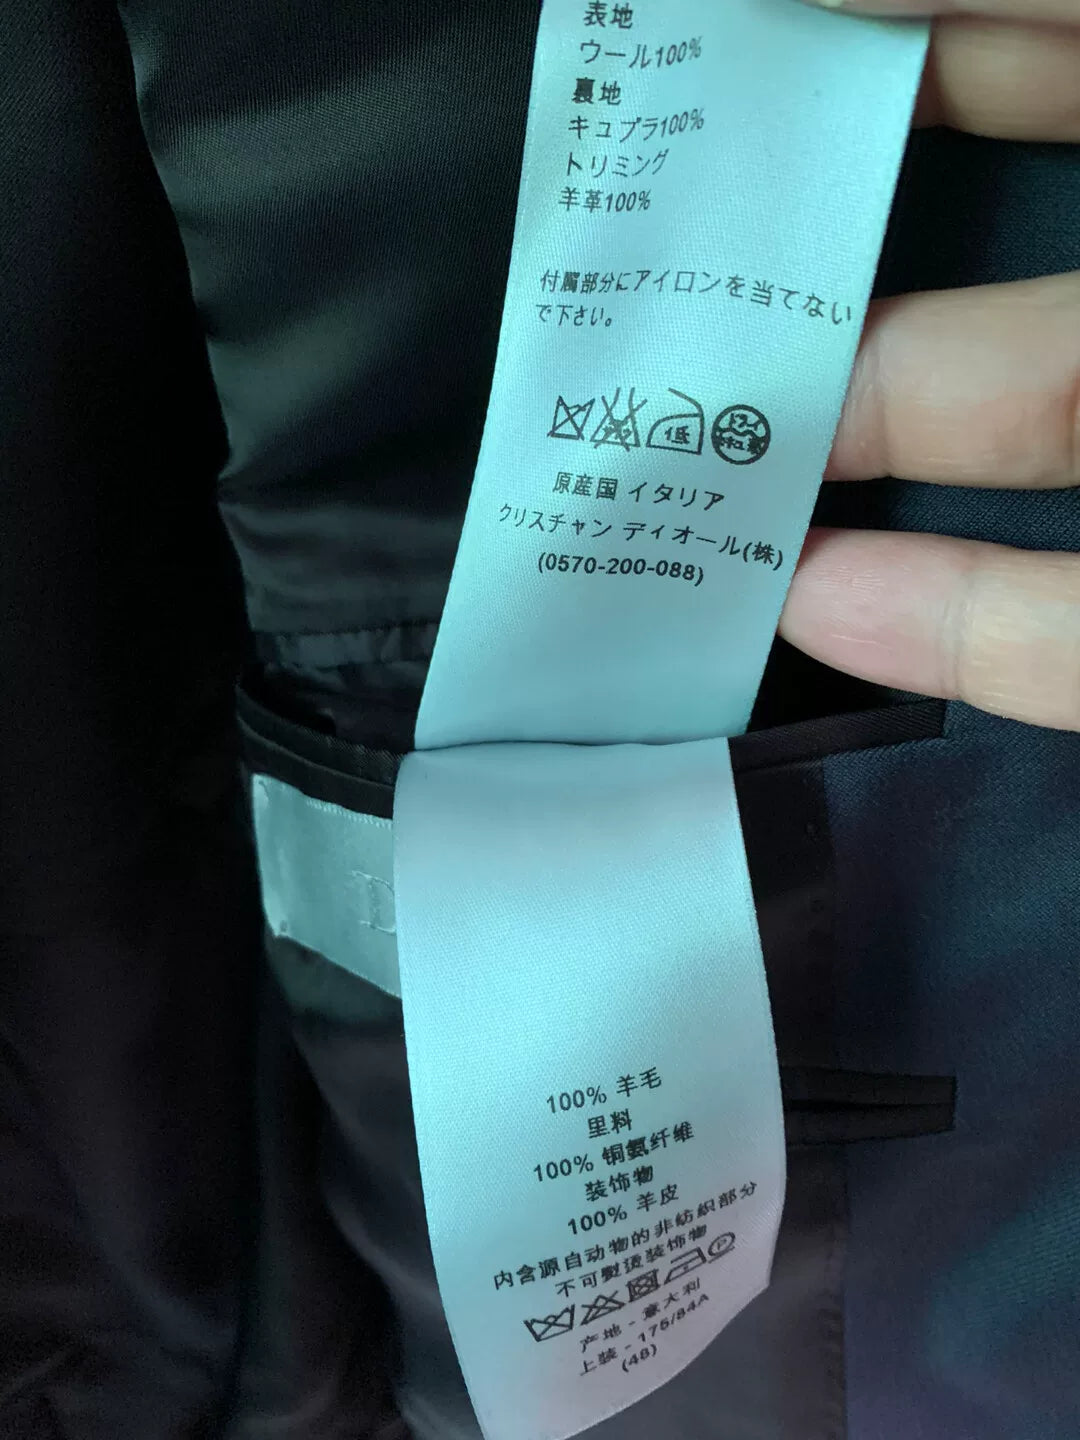 表地
ウール100%
裏地
キュプラ100%
トリミング
羊革100%
付属部分にアイロンを当てない
で下さい。
低
原産国 イタリア
クリスチャン ディオール(株)
(0570-200-088)
D
100% 羊毛
里料
100% 铜氨纤维
装饰物
100% 羊皮
内含源自动物的非纺织部分
不可熨烫装饰物
P
产地 - 意大利
上装 - 175/84A
(48)